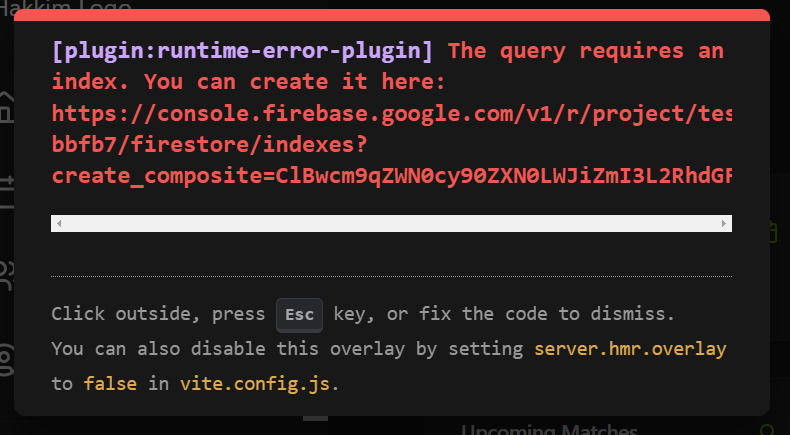 Hakkim Logo
[plugin:runtime-error-plugin] The query requires an
index. You can create it here:
https://console.firebase.google.com/v1/r/project/tes
bbfb7/firestore/indexes?
create_composite=ClBwcm9qZWN0cy90ZXN0LWJiZmI3L2RhdGF
Click outside, press Esc key, or fix the code to dismiss.
You can also disable this overlay by setting server.hmr.overlay
to false in vite.config.js.
Upcoming Matches